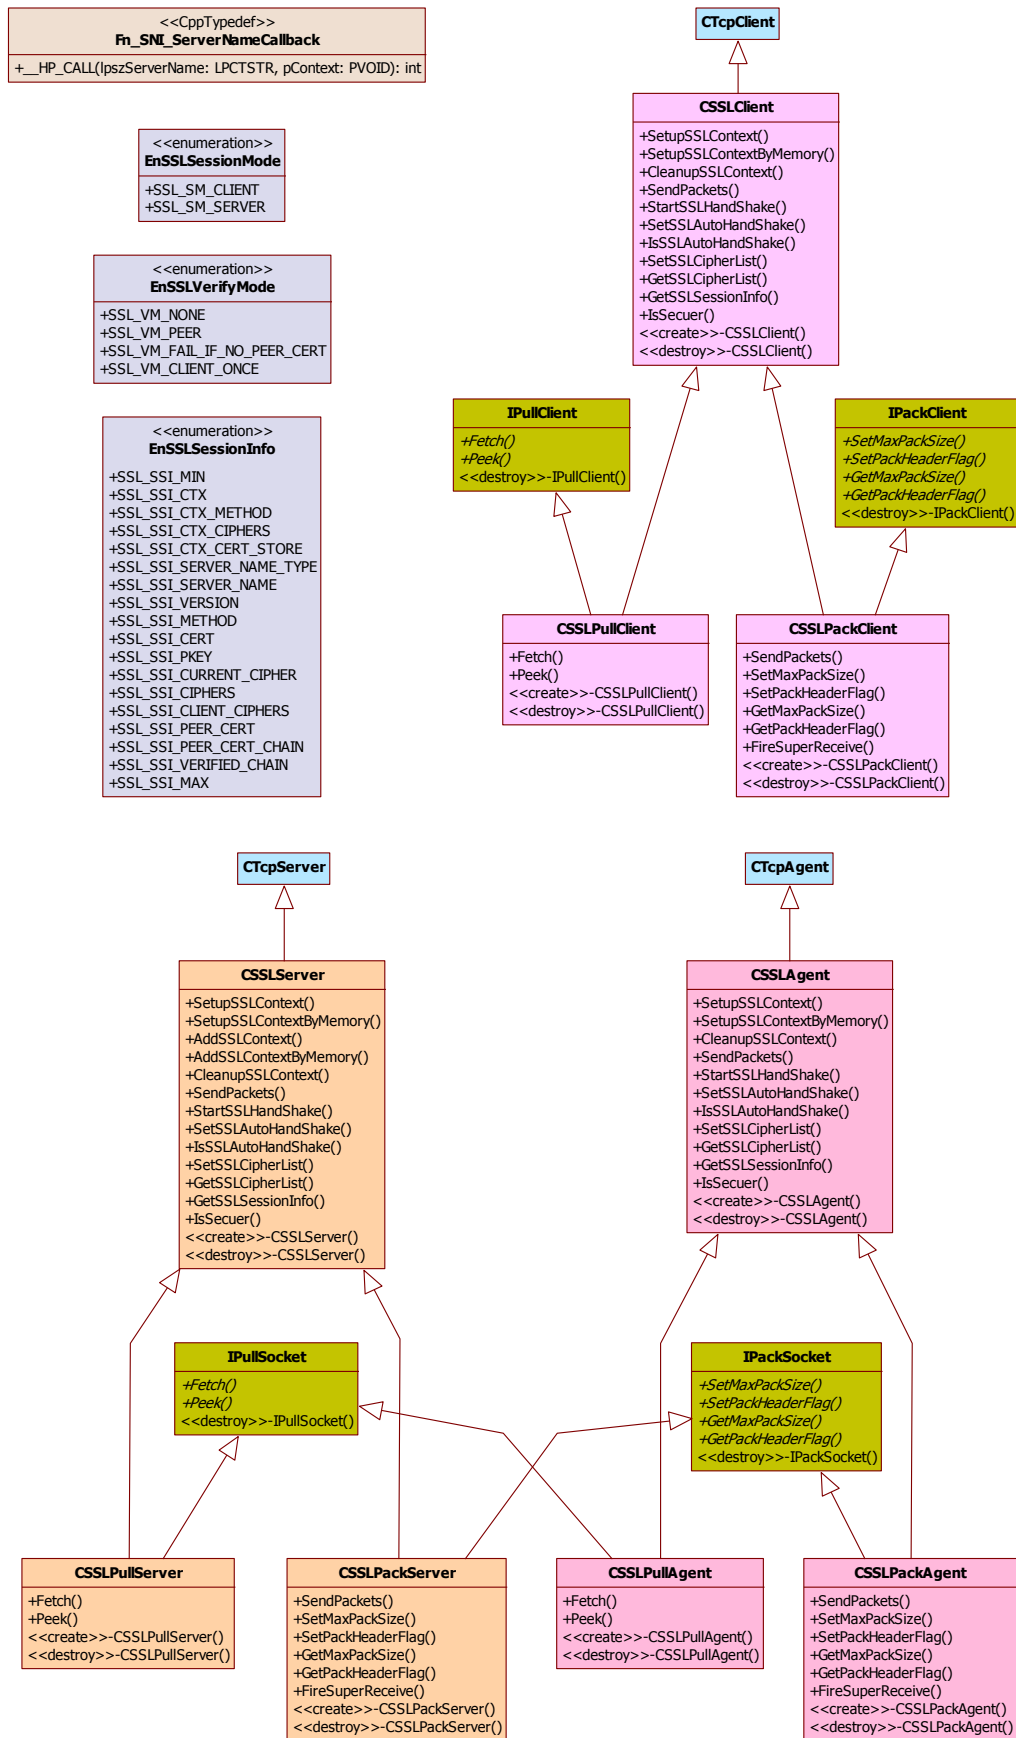 <<CppTypedef>>
Fn_SNI_ServerNameCallback
+__HP_CALL(lpszServerName: LPCTSTR, pContext: PVOID): int
<<enumeration>>
EnSSLSessionMode
+SSL_SM_CLIENT
+SSL_SM_SERVER
<<enumeration>>
EnSSLVerifyMode
+SSL_VM_NONE
+SSL_VM_PEER
+SSL_VM_FAIL_IF_NO_PEER_CERT
+SSL_VM_CLIENT_ONCE
<<enumeration>>
EnSSLSessionInfo
+SSL_SSI_MIN
+SSL_SSI_CTX
+SSL_SSI_CTX_METHOD
+SSL_SSI_CTX_CIPHERS
+SSL_SSI_CTX_CERT_STORE
+SSL_SSI_SERVER_NAME_TYPE
+SSL_SSI_SERVER_NAME
+SSL_SSI_VERSION
+SSL_SSI_METHOD
+SSL_SSI_CERT
+SSL_SSI_PKEY
+SSL_SSI_CURRENT_CIPHER
+SSL_SSI_CIPHERS
+SSL_SSI_CLIENT_CIPHERS
+SSL_SSI_PEER_CERT
+SSL_SSI_PEER_CERT_CHAIN
+SSL_SSI_VERIFIED_CHAIN
+SSL_SSI_MAX
CTcpClient
CSSLClient
+SetupSSLContext()
+SetupSSLContextByMemory()
+CleanupSSLContext()
+SendPackets()
+StartSSLHandShake()
+SetSSLAutoHandShake()
+IsSSLAutoHandShake()
+SetSSLCipherList()
+GetSSLCipherList()
+GetSSLSessionInfo()
+IsSecuer()
<<create>>-CSSLClient()
<<destroy>>-CSSLClient()
IPullClient
+Fetch()
+Peek()
<<destroy>>-IPullClient()
IPackClient
+SetMaxPackSize()
+SetPackHeaderFlag()
+GetMaxPackSize()
+GetPackHeaderFlag()
<<destroy>>-IPackClient()
CSSLPullClient
+Fetch()
+Peek()
<<create>>-CSSLPullClient()
<<destroy>>-CSSLPullClient()
CSSLPackClient
+SendPackets()
+SetMaxPackSize()
+SetPackHeaderFlag()
+GetMaxPackSize()
+GetPackHeaderFlag()
+FireSuperReceive()
<<create>>-CSSLPackClient()
<<destroy>>-CSSLPackClient()
CTcpServer
CSSLServer
+SetupSSLContext()
+SetupSSLContextByMemory()
+AddSSLContext()
+AddSSLContextByMemory()
+CleanupSSLContext()
+SendPackets()
+StartSSLHandShake()
+SetSSLAutoHandShake()
+IsSSLAutoHandShake()
+SetSSLCipherList()
+GetSSLCipherList()
+GetSSLSessionInfo()
+IsSecuer()
<<create>>-CSSLServer()
<<destroy>>-CSSLServer()
CTcpAgent
CSSLAgent
+SetupSSLContext()
+SetupSSLContextByMemory()
+CleanupSSLContext()
+SendPackets()
+StartSSLHandShake()
+SetSSLAutoHandShake()
+IsSSLAutoHandShake()
+SetSSLCipherList()
+GetSSLCipherList()
+GetSSLSessionInfo()
+IsSecuer()
<<create>>-CSSLAgent()
<<destroy>>-CSSLAgent()
IPullSocket
+Fetch()
+Peek()
<<destroy>>-IPullSocket()
IPackSocket
+SetMaxPackSize()
+SetPackHeaderFlag()
+GetMaxPackSize()
+GetPackHeaderFlag()
<<destroy>>-IPackSocket()
CSSLPullServer
+Fetch()
+Peek()
<<create>>-CSSLPullServer()
<<destroy>>-CSSLPullServer()
CSSLPackServer
+SendPackets()
+SetMaxPackSize()
+SetPackHeaderFlag()
+GetMaxPackSize()
+GetPackHeaderFlag()
+FireSuperReceive()
<<create>>-CSSLPackServer()
<<destroy>>-CSSLPackServer()
CSSLPullAgent
+Fetch()
+Peek()
<<create>>-CSSLPullAgent()
<<destroy>>-CSSLPullAgent()
CSSLPackAgent
+SendPackets()
+SetMaxPackSize()
+SetPackHeaderFlag()
+GetMaxPackSize()
+GetPackHeaderFlag()
+FireSuperReceive()
<<create>>-CSSLPackAgent()
<<destroy>>-CSSLPackAgent()